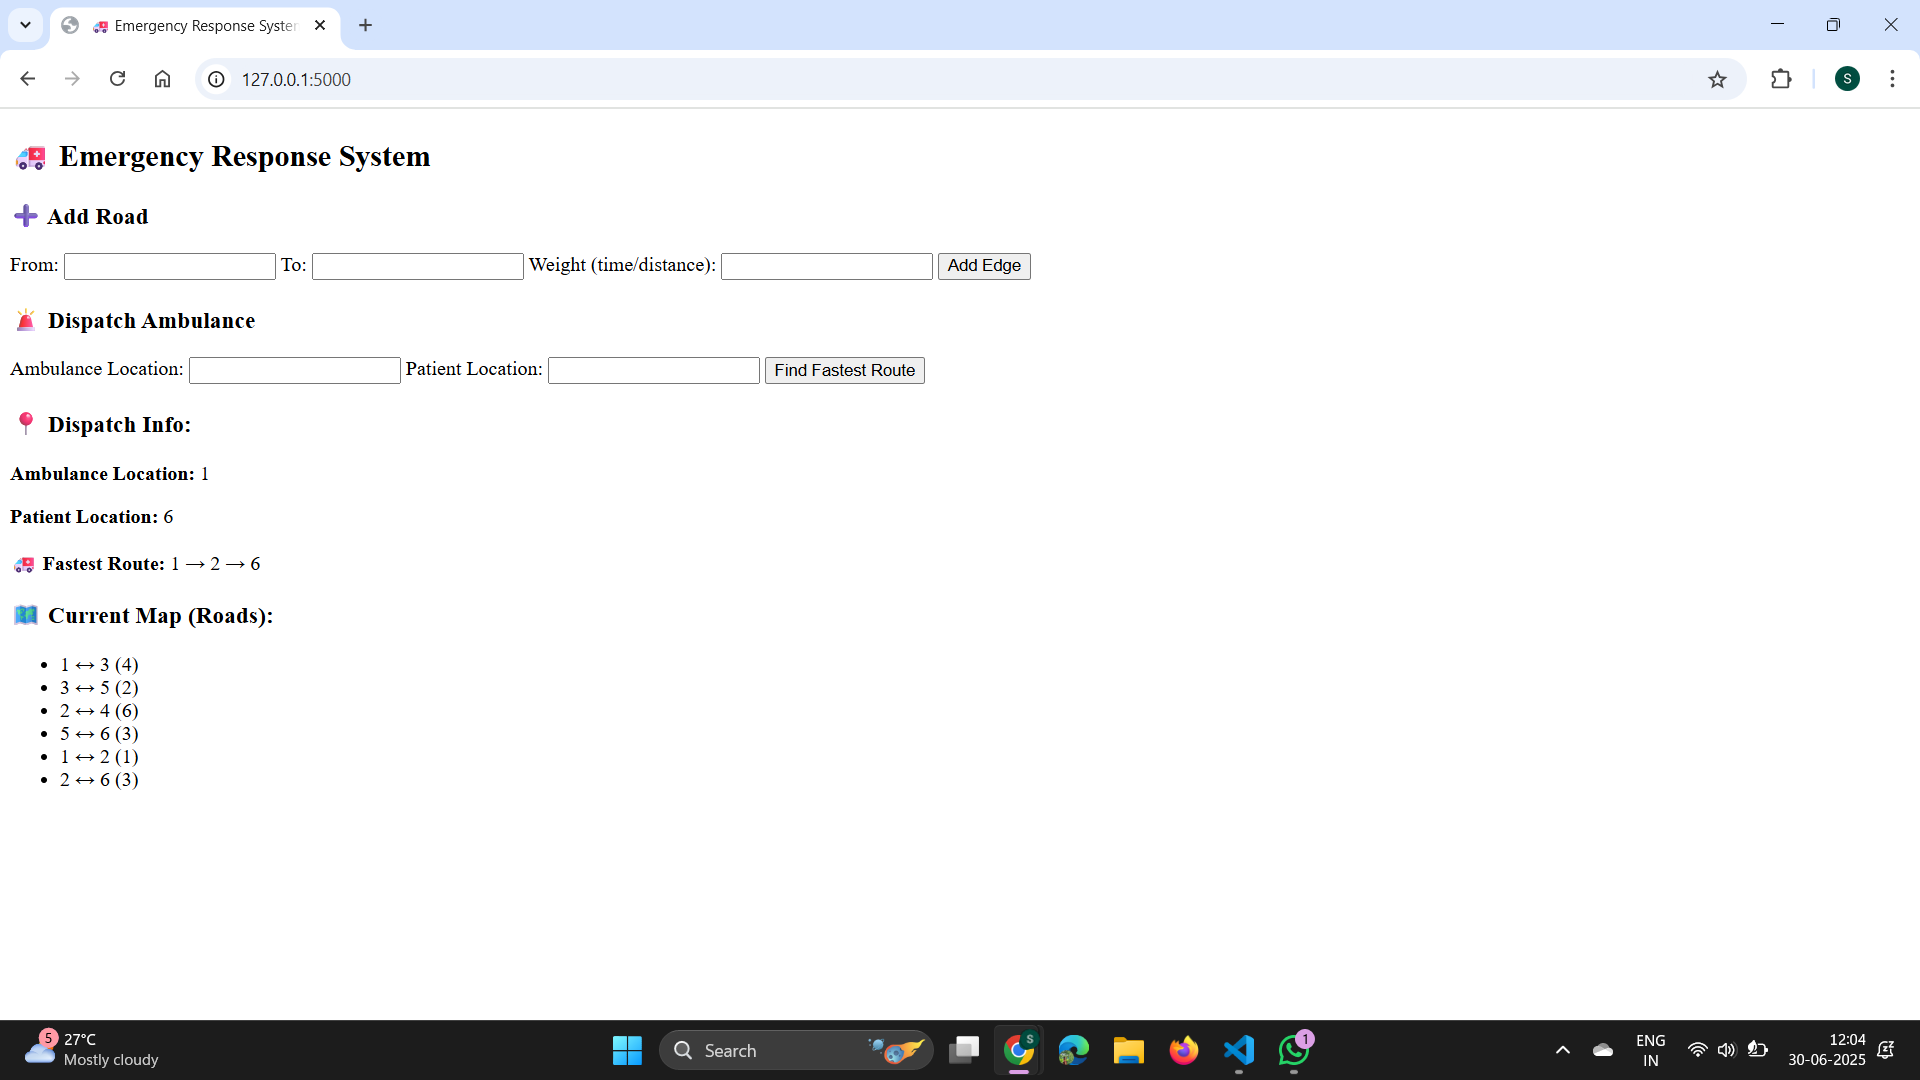 🚑 Emergency Response System
127.0.0.1:5000
S
🚑 Emergency Response System
➕ Add Road
From: To: Weight (time/distance): Add Edge
🚨 Dispatch Ambulance
Ambulance Location: Patient Location: Find Fastest Route
📍 Dispatch Info:
Ambulance Location: 1
Patient Location: 6
🚑 Fastest Route: 1 → 2 → 6
🗺️ Current Map (Roads):
• 1 ↔ 3 (4)
• 3 ↔ 5 (2)
• 2 ↔ 4 (6)
• 5 ↔ 6 (3)
• 1 ↔ 2 (1)
• 2 ↔ 6 (3)
5
27°C
Mostly cloudy
Search
S
1
ENG
IN
12:04
30-06-2025